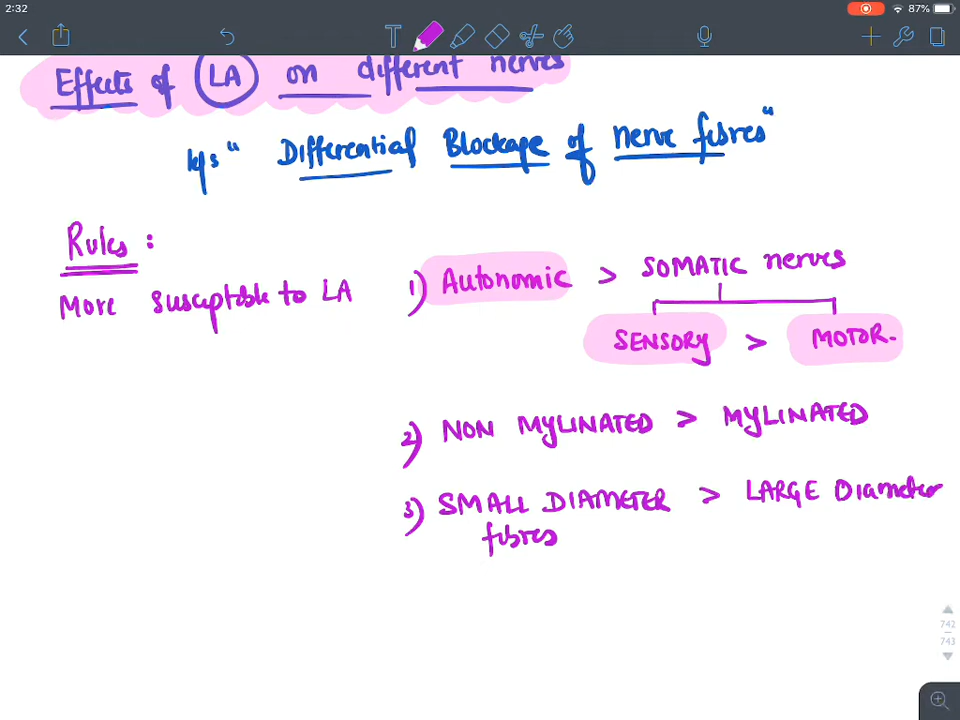 2:32
87%
T
Effects of LA on different nerves
" Differential Blockage of nerve fibres "
Rules :
More susceptible to LA
1) Autonomic > SOMATIC nerves
SENSORY > MOTOR.
2) NON MYLINATED > MYLINATED
3) SMALL DIAMETER > LARGE Diameter
fibres
742
743